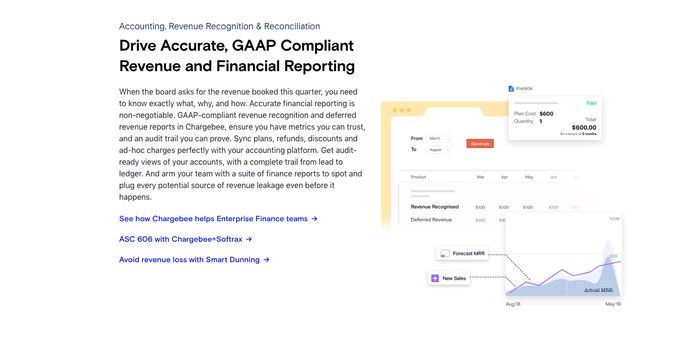 Accounting, Revenue Recognition & Reconciliation
Drive Accurate, GAAP Compliant
Revenue and Financial Reporting
When the board asks for the revenue booked this quarter, you need
to know exactly what, why, and how. Accurate financial reporting is
non-negotiable. GAAP-compliant revenue recognition and deferred
revenue reports in Chargebee, ensure you have metrics you can trust,
and an audit trail you can prove. Sync plans, refunds, discounts and
ad-hoc charges perfectly with your accounting platform. Get audit-
ready views of your accounts, with a complete trail from lead to
ledger. And arm your team with a suite of finance reports to spot and
plug every potential source of revenue leakage even before it
happens.
See how Chargebee helps Enterprise Finance teams →
ASC 606 with Chargebee+Softrax →
Avoid revenue loss with Smart Dunning →
Invoice
Paid
Plan Cost $600
Quantity 1
Total
$600.00
for a tenure of 6 months
From March
To August
Generate
Product Mar Apr May Jun
Revenue Recognised $100 $100 $100 $100
Deferred Revenue $500
Forecast MRR
New Sales
Actual MRR
Aug'18 May'19